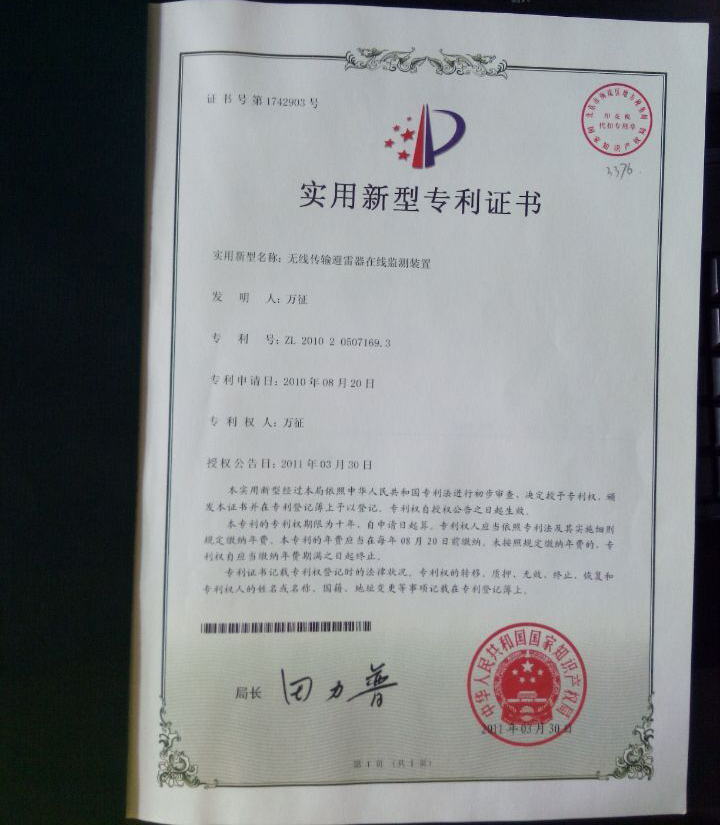 证书号第1742903号
印花税
代扣专用章
国家知识产权局
3376
实用新型专利证书
实用新型名称：无线传输避雷器在线监测装置
发明人：万征
专利号：ZL 2010 2 0507169.3
专利申请日：2010年08月20日
专利权人：万征
授权公告日：2011年03月30日
本实用新型经过本局依照中华人民共和国专利法进行初步审查，决定授予专利权，颁
发本证书并在专利登记簿上予以登记。专利权自授权公告之日起生效。
本专利的专利权期限为十年，自申请日起算。专利权人应当依照专利法及其实施细则
规定缴纳年费。本专利的年费应当在每年08月20日前缴纳。未按照规定缴纳年费的，专
利权自应当缴纳年费期满之日起终止。
专利证书记载专利权登记时的法律状况。专利权的转移、质押、无效、终止、恢复和
专利权人的姓名或名称、国籍、地址变更等事项记载在专利登记簿上。
局长
田力普
中华人民共和国国家知识产权局
2011年03月30日
第1页（共1页）